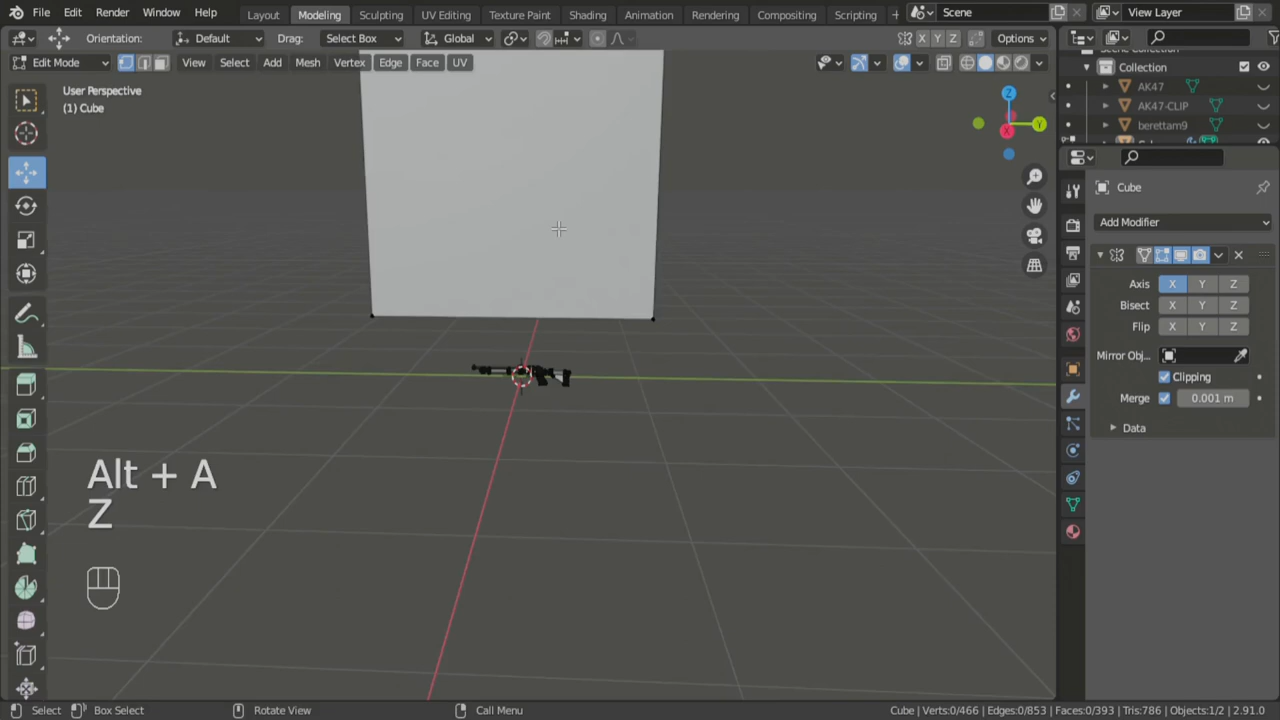 File Edit Render Window Help Layout Modeling Sculpting UV Editing Texture Paint Shading Animation Rendering Compositing Scripting + Scene View Layer
Orientation: Default Drag: Select Box Global X Y Z Options
Edit Mode View Select Add Mesh Vertex Edge Face UV
User Perspective
(1) Cube
Z
Y
X
Collection
AK47
AK47-CLIP
berettam9
Cube
Add Modifier
Axis X Y Z
Bisect X Y Z
Flip X Y Z
Mirror Obj...
Clipping
Merge 0.001 m
Data
Alt + A
Z
Select Box Select Rotate View Call Menu Cube | Verts:0/466 | Edges:0/853 | Faces:0/393 | Tris:786 | Objects:1/2 | 2.91.0